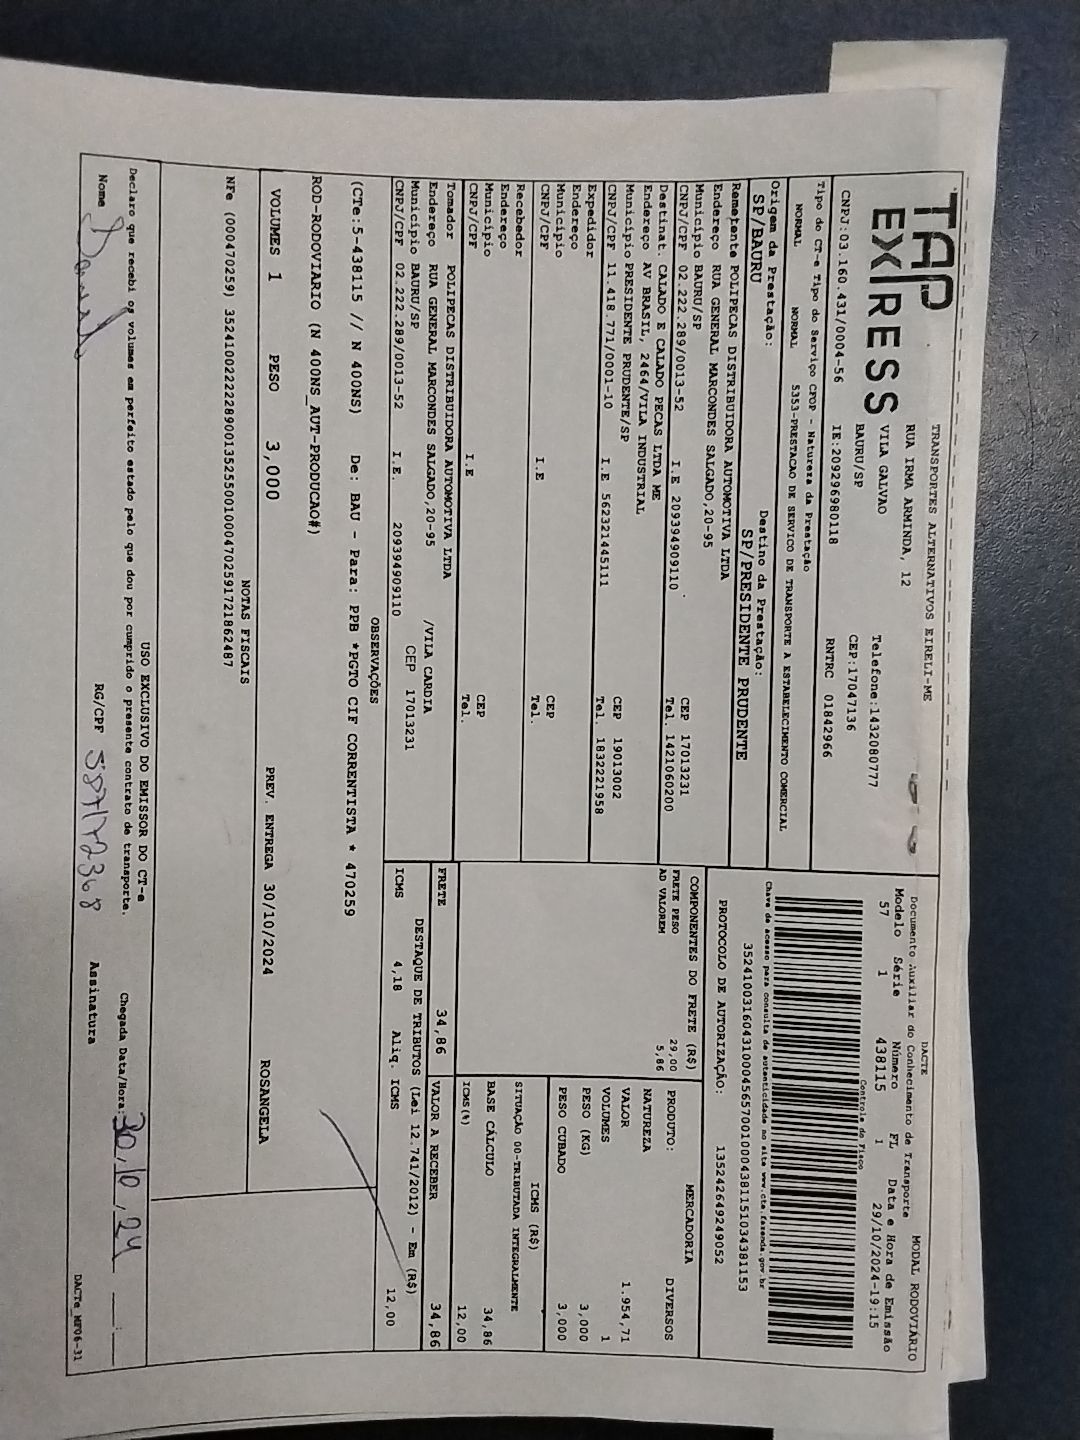 TAP
EXPRESS
TRANSPORTES ALTERNATIVOS EIRELI-ME
RUA IRMA ARMINDA, 12
VILA GALVAO Telefone:1432080777
BAURU/SP CEP:17047136
CNPJ:03.160.431/0004-56 IE:209296980118 RNTRC 01842966
DACTE MODAL RODOVIÁRIO
Documento Auxiliar do Conhecimento de Transporte
Modelo Série Número FL Data e Hora de Emissão
57 1 438115 1 29/10/2024-19:15
Controle do Fisco
Chave de acesso para consulta de autenticidade no site www.cte.fazenda.gov.br
35241003160431000456570010004381151034381153
PROTOCOLO DE AUTORIZAÇÃO: 135242649249052
Tipo do CT-e Tipo do Serviço CFOP - Natureza da Prestação
NORMAL NORMAL 5353-PRESTACAO DE SERVICO DE TRANSPORTE A ESTABELECIMENTO COMERCIAL
Origem da Prestação: Destino da Prestação:
SP/BAURU SP/PRESIDENTE PRUDENTE
Remetente POLIPECAS DISTRIBUIDORA AUTOMOTIVA LTDA
Endereço RUA GENERAL MARCONDES SALGADO,20-95
Município BAURU/SP CEP 17013231
CNPJ/CPF 02.222.289/0013-52 I.E 209394909110 Tel. 1421060200
Destinat. CALADO E CALADO PECAS LTDA ME
Endereço AV BRASIL, 2464/VILA INDUSTRIAL
Município PRESIDENTE PRUDENTE/SP CEP 19013002
CNPJ/CPF 11.418.771/0001-10 I.E 562321445111 Tel. 1832221958
Expedidor
Endereço
Município CEP
CNPJ/CPF I.E Tel.
Recebedor
Endereço
Município CEP
CNPJ/CPF I.E Tel.
Tomador POLIPECAS DISTRIBUIDORA AUTOMOTIVA LTDA
Endereço RUA GENERAL MARCONDES SALGADO,20-95 /VILA CARDIA
Município BAURU/SP CEP 17013231
CNPJ/CPF 02.222.289/0013-52 I.E. 209394909110
COMPONENTES DO FRETE (R$)
FRETE PESO 29,00
AD VALOREM 5,86
FRETE 34,86
PRODUTO: MERCADORIA
NATUREZA DIVERSOS
VALOR 1.954,71
VOLUMES 1
PESO (KG) 3,000
PESO CUBADO 3,000
ICMS (R$)
SITUAÇÃO 00-TRIBUTADA INTEGRALMENTE
BASE CÁLCULO 34,86
ICMS(%) 12,00
VALOR A RECEBER 34,86
DESTAQUE DE TRIBUTOS (Lei 12.741/2012) - Em (R$)
ICMS 4,18 Aliq. ICMS 12,00
OBSERVAÇÕES
(CTe:5-438115 // N 400NS) De: BAU - Para: PPB *PGTO CIF CORRENTISTA * 470259
ROD-RODOVIARIO (N 400NS_AUT-PRODUCAO#)
VOLUMES 1 PESO 3,000 PREV. ENTREGA 30/10/2024 ROSANGELA
NOTAS FISCAIS
NFe (000470259) 35241002222289001352550010004702591721862487
USO EXCLUSIVO DO EMISSOR DO CT-e
Declaro que recebi os volumes em perfeito estado pelo que dou por cumprido o presente contrato de transporte. Chegada Data/Hora: 30/10/24
Nome RG/CPF Assinatura
DACTe_MF06-31